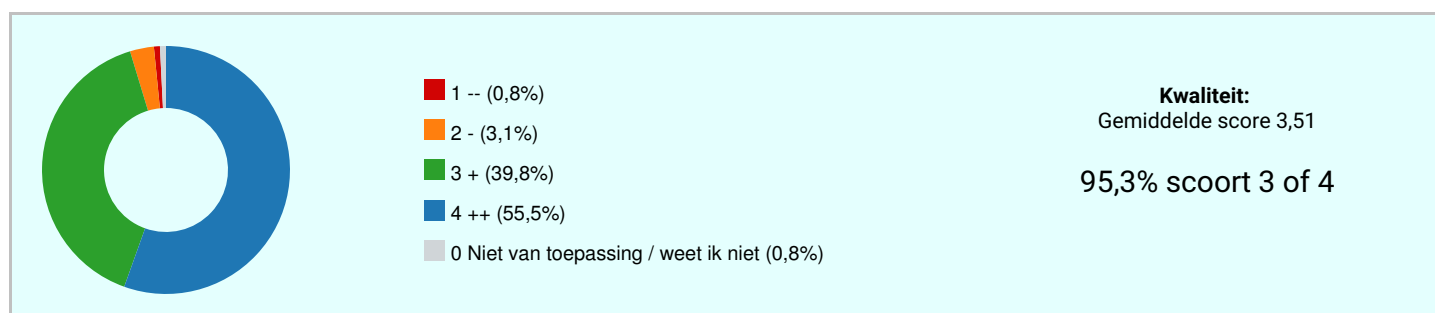 1 -- (0,8%)
2 - (3,1%)
3 + (39,8%)
4 ++ (55,5%)
0 Niet van toepassing / weet ik niet (0,8%)
Kwaliteit:
Gemiddelde score 3,51
95,3% scoort 3 of 4